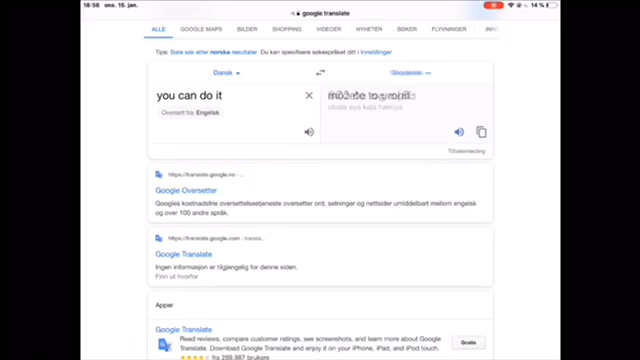 18:56 ons. 15. jan.
14 %
google translate
ALLE GOOGLE MAPS BILDER SHOPPING VIDEOER NYHETER BØKER FLYVNINGER
Tips: Bare søk etter norske resultater. Du kan spesifisere søkespråket ditt i Innstillinger
Dansk
you can do it
Oversett fra: Engelsk
Tilbakemelding
https://translate.google.no › ...
Google Oversetter
Googles kostnadsfrie oversettelsestjeneste oversetter ord, setninger og nettsider umiddelbart mellom engelsk
og over 100 andre språk.
https://translate.google.com › transla...
Google Translate
Ingen informasjon er tilgjengelig for denne siden.
Finn ut hvorfor
Apper
Google Translate
Read reviews, compare customer ratings, see screenshots, and learn more about Google
Translate. Download Google Translate and enjoy it on your iPhone, iPad, and iPod touch.
Gratis
fra 289,987 brukere